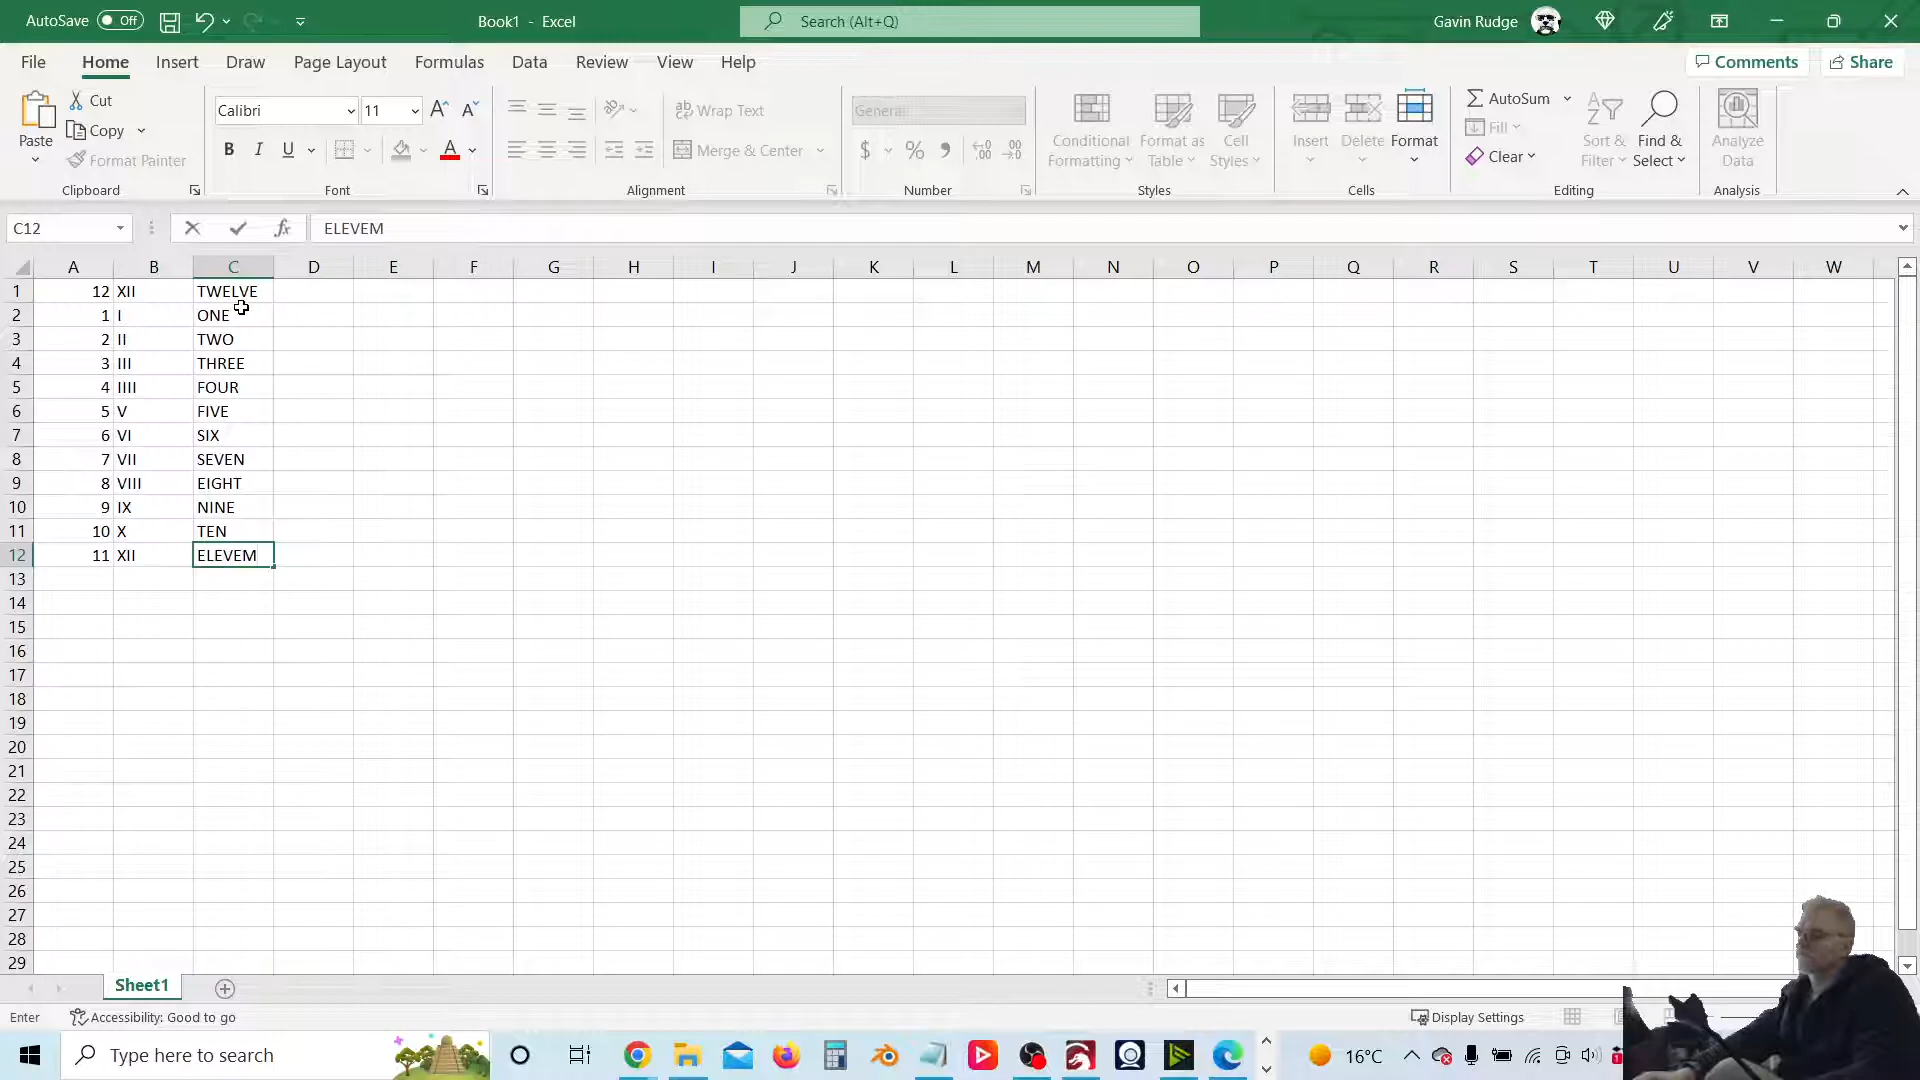 AutoSave Off Book1 - Excel Search (Alt+Q) Gavin Rudge
File Home Insert Draw Page Layout Formulas Data Review View Help Comments Share
Paste Cut Copy Format Painter
Clipboard
Calibri 11 A A
B I U A
Font
ab Wrap Text
Merge & Center
Alignment
General
$ % 9
Number
Conditional Formatting Format as Table Cell Styles
Styles
Insert Delete Format
Cells
AutoSum Fill Clear Sort & Filter Find & Select
Editing
Analyze Data
Analysis
C12 fx ELEVEM
A B C D E F G H I J K L M N O P Q R S T U V W
1 12 XII TWELVE
2 1 I ONE
3 2 II TWO
4 3 III THREE
5 4 IIII FOUR
6 5 V FIVE
7 6 VI SIX
8 7 VII SEVEN
9 8 VIII EIGHT
10 9 IX NINE
11 10 X TEN
12 11 XII ELEVEM
13
14
15
16
17
18
19
20
21
22
23
24
25
26
27
28
29
Sheet1
Enter Accessibility: Good to go Display Settings
Type here to search 16°C